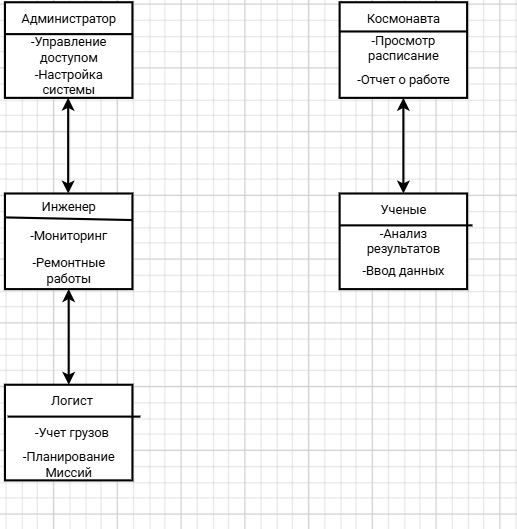 Администратор
-Управление
доступом
-Настройка
системы
Космонавта
-Просмотр
расписание
-Отчет о работе
Инженер
-Мониторинг
-Ремонтные
работы
Ученые
-Анализ
результатов
-Ввод данных
Логист
-Учет грузов
-Планирование
Миссий